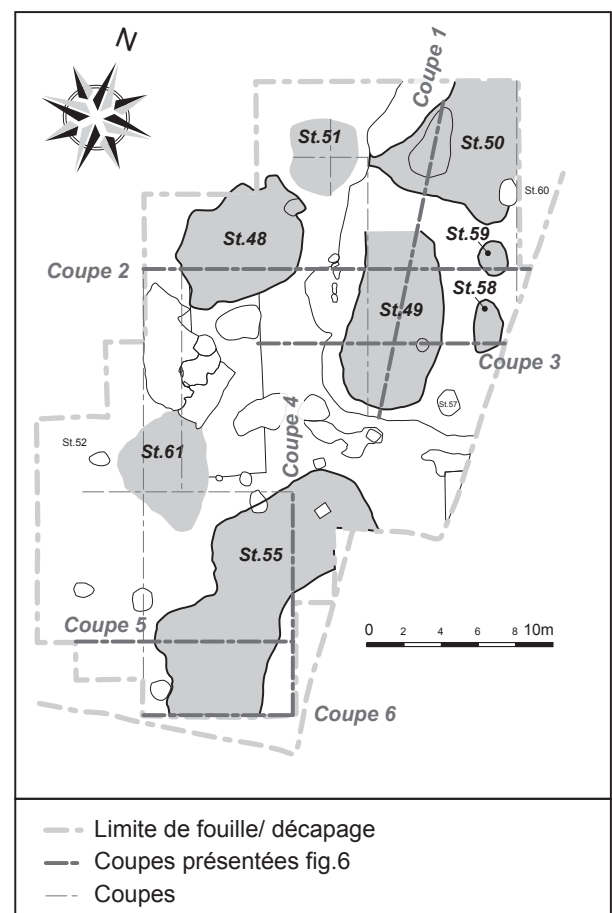 N
Coupe 1
St.51
St.50
St.60
St.48
St.59
Coupe 2
St.58
St.49
Coupe 3
St.57
Coupe 4
St.52
St.61
St.55
Coupe 5
0 2 4 6 8 10m
Coupe 6
Limite de fouille/ décapage
Coupes présentées fig.6
Coupes